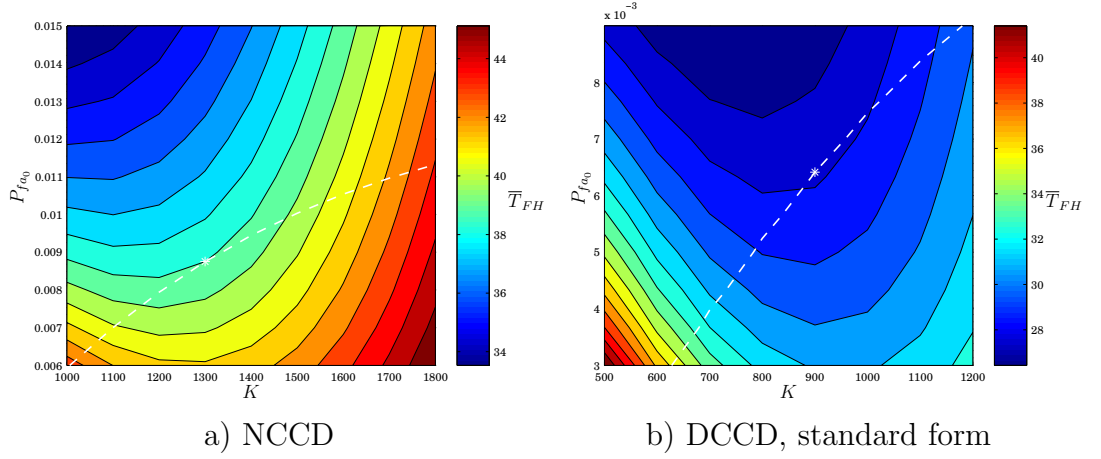 0.015
0.014
0.013
0.012
0.011
0.01
0.009
0.008
0.007
0.006
P_{fa_0}
1000 1100 1200 1300 1400 1500 1600 1700 1800
K
44
42
40
38
36
34
\overline{T}_{FH}
a) NCCD
x 10^{-3}
8
7
6
5
4
3
P_{fa_0}
500 600 700 800 900 1000 1100 1200
K
40
38
36
34
32
30
28
\overline{T}_{FH}
b) DCCD, standard form